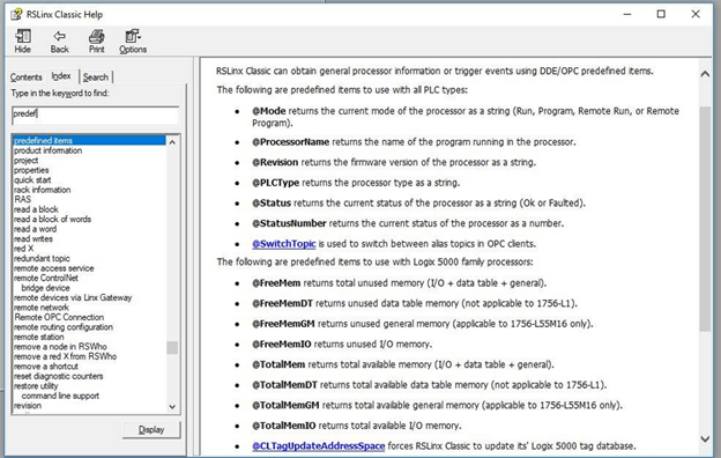 RSLinx Classic Help
Hide Back Print Options
Contents Index Search
Type in the keyword to find:
predef
predefined items
product information
project
properties
quick start
rack information
RAS
read a block
read a block of words
read a word
read writes
red X
redundant topic
remote access service
remote ControlNet
bridge device
remote devices via Linx Gateway
remote network
Remote OPC Connection
remote routing configuration
remote station
remove a node in RSWho
remove a red X from RSWho
remove a shortcut
reset diagnostic counters
restore utility
command line support
revision
Display
RSLinx Classic can obtain general processor information or trigger events using DDE/OPC predefined items.
The following are predefined items to use with all PLC types:
• @Mode returns the current mode of the processor as a string (Run, Program, Remote Run, or Remote
Program).
• @ProcessorName returns the name of the program running in the processor.
• @Revision returns the firmware version of the processor as a string.
• @PLCType returns the processor type as a string.
• @Status returns the current status of the processor as a string (Ok or Faulted).
• @StatusNumber returns the current status of the processor as a number.
• @SwitchTopic is used to switch between alias topics in OPC clients.
The following are predefined items to use with Logix 5000 family processors:
• @FreeMem returns total unused memory (I/O + data table + general).
• @FreeMemDT returns unused data table memory (not applicable to 1756-L1).
• @FreeMemGM returns unused general memory (applicable to 1756-L55M16 only).
• @FreeMemIO returns unused I/O memory.
• @TotalMem returns total available memory (I/O + data table + general).
• @TotalMemDT returns total available data table memory (not applicable to 1756-L1).
• @TotalMemGM returns total available general memory (applicable to 1756-L55M16 only).
• @TotalMemIO returns total available I/O memory.
• @CLTagUpdateAddressSpace forces RSLinx Classic to update its' Logix 5000 tag database.